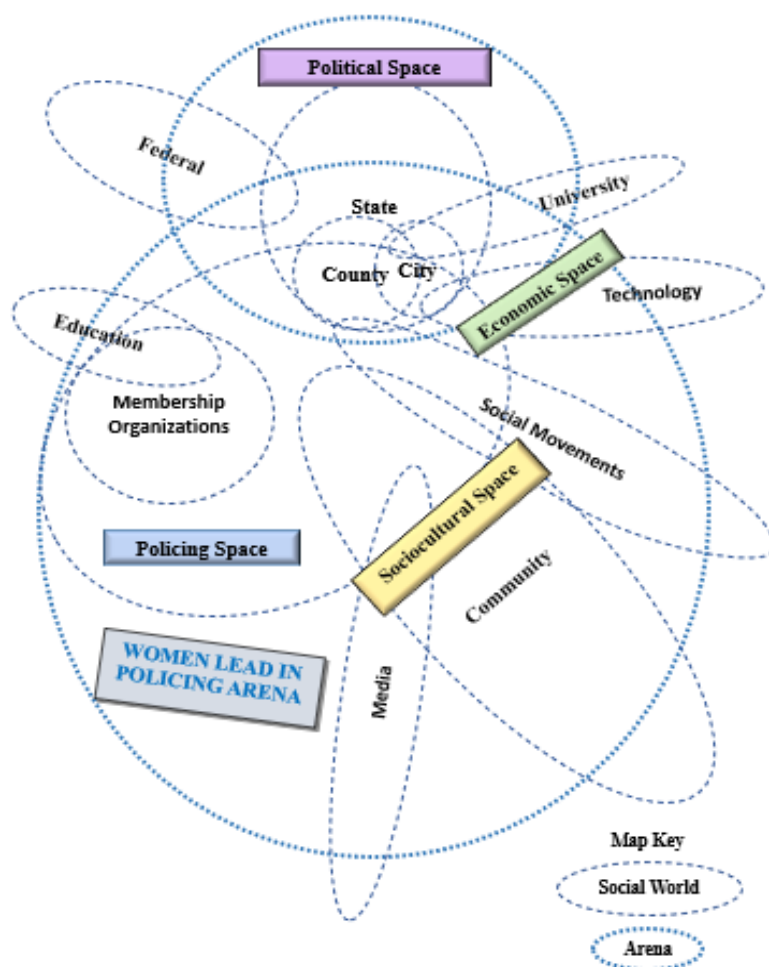 Political Space
Federal
University
State
County
City
Economic Space
Technology
Education
Membership
Organizations
Social Movements
Sociocultural Space
Policing Space
Community
WOMEN LEAD IN
POLICING ARENA
Media
Map Key
Social World
Arena